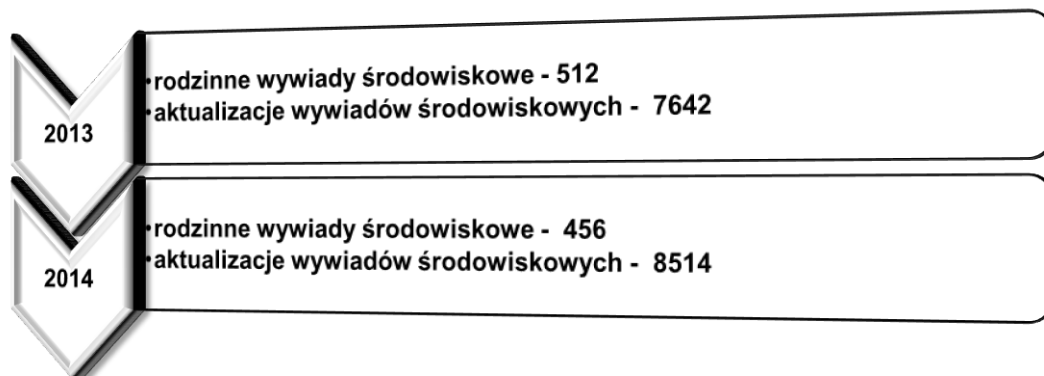 2013
•rodzinne wywiady środowiskowe - 512
•aktualizacje wywiadów środowiskowych - 7642
2014
•rodzinne wywiady środowiskowe - 456
•aktualizacje wywiadów środowiskowych - 8514